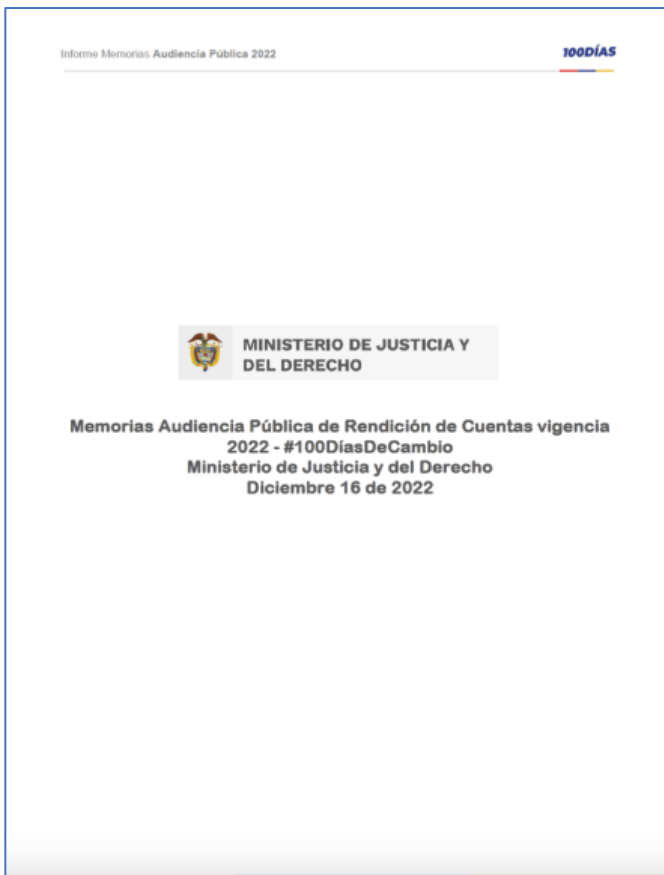 Informe Memorias Audiencia Pública 2022
100DÍAS
MINISTERIO DE JUSTICIA Y
DEL DERECHO
Memorias Audiencia Pública de Rendición de Cuentas vigencia
2022 - #100DíasDeCambio
Ministerio de Justicia y del Derecho
Diciembre 16 de 2022